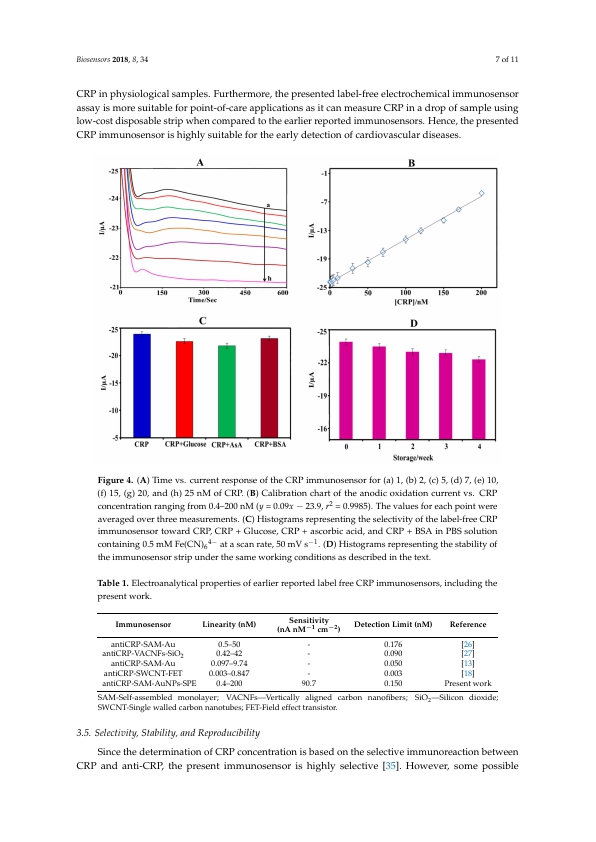 Biosensors 2018, 8, 34
7 of 11
CRP in physiological samples. Furthermore, the presented label-free electrochemical immunosensor
assay is more suitable for point-of-care applications as it can measure CRP in a drop of sample using
low-cost disposable strip when compared to the earlier reported immunosensors. Hence, the presented
CRP immunosensor is highly suitable for the early detection of cardiovascular diseases.
A
-25
-24
-23
-22
-21
I/µA
a
h
0 150 300 450 600
Time/Sec
B
-1
-7
-13
-19
-25
I/µA
0 50 100 150 200
[CRP]/nM
C
-25
-20
-15
-10
-5
I/µA
CRP CRP+Glucose CRP+AsA CRP+BSA
D
-25
-22
-19
-16
I/µA
0 1 2 3 4
Storage/week
Figure 4. (A) Time vs. current response of the CRP immunosensor for (a) 1, (b) 2, (c) 5, (d) 7, (e) 10,
(f) 15, (g) 20, and (h) 25 nM of CRP. (B) Calibration chart of the anodic oxidation current vs. CRP
concentration ranging from 0.4–200 nM (y = 0.09x − 23.9, r² = 0.9985). The values for each point were
averaged over three measurements. (C) Histograms representing the selectivity of the label-free CRP
immunosensor toward CRP, CRP + Glucose, CRP + ascorbic acid, and CRP + BSA in PBS solution
containing 0.5 mM Fe(CN)₆⁴⁻ at a scan rate, 50 mV s⁻¹. (D) Histograms representing the stability of
the immunosensor strip under the same working conditions as described in the text.
Table 1. Electroanalytical properties of earlier reported label free CRP immunosensors, including the
present work.
Immunosensor Linearity (nM) Sensitivity (nA nM⁻¹ cm⁻²) Detection Limit (nM) Reference
antiCRP-SAM-Au 0.5–50 - 0.176 [26]
antiCRP-VACNFs-SiO₂ 0.42–42 - 0.090 [27]
antiCRP-SAM-Au 0.097–9.74 - 0.050 [13]
antiCRP-SWCNT-FET 0.003–0.847 - 0.003 [18]
antiCRP-SAM-AuNPs-SPE 0.4–200 90.7 0.150 Present work
SAM-Self-assembled monolayer; VACNFs—Vertically aligned carbon nanofibers; SiO₂—Silicon dioxide;
SWCNT-Single walled carbon nanotubes; FET-Field effect transistor.
3.5. Selectivity, Stability, and Reproducibility
Since the determination of CRP concentration is based on the selective immunoreaction between
CRP and anti-CRP, the present immunosensor is highly selective [35]. However, some possible